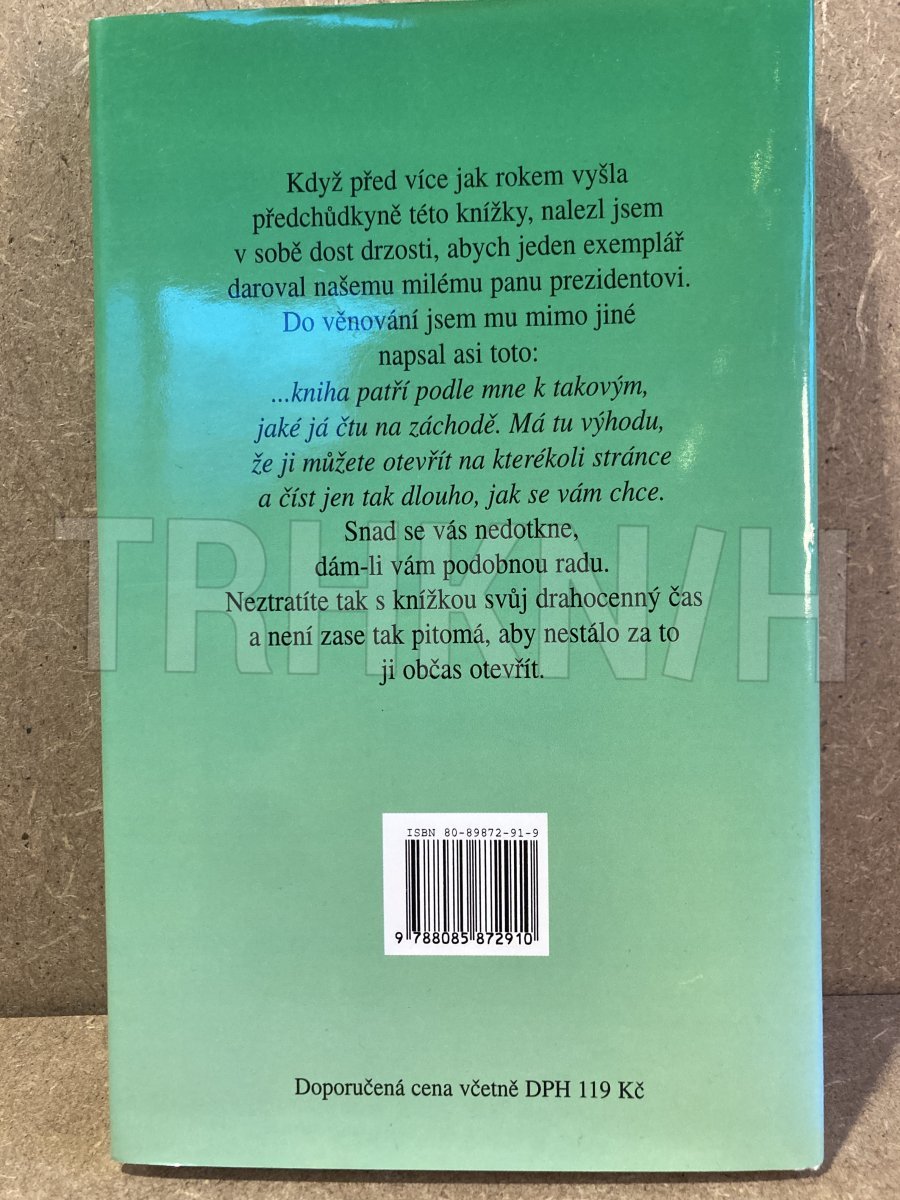 Když před více jak rokem vyšla
předchůdkyně této knížky, nalezl jsem
v sobě dost drzosti, abych jeden exemplář
daroval našemu milému panu prezidentovi.
Do věnování jsem mu mimo jiné
napsal asi toto:
...kniha patří podle mne k takovým,
jaké já čtu na záchodě. Má tu výhodu,
že ji můžete otevřít na kterékoli stránce
a číst jen tak dlouho, jak se vám chce.
Snad se vás nedotkne,
dám-li vám podobnou radu.
Neztratíte tak s knížkou svůj drahocenný čas
a není zase tak pitomá, aby nestálo za to
ji občas otevřít.
TRHKNIH
ISBN 80-89872-91-9
9 788085 872910
Doporučená cena včetně DPH 119 Kč